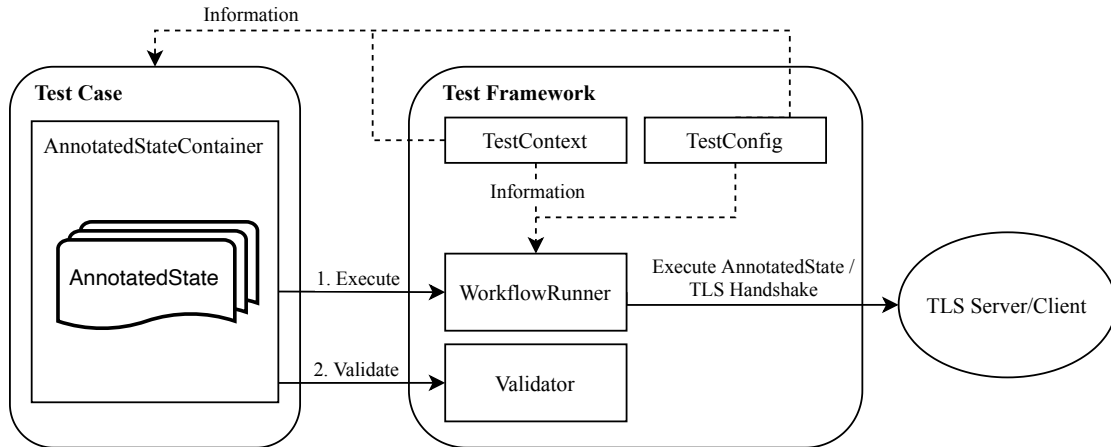 Information
Test Case
Test Framework
AnnotatedStateContainer
TestContext
TestConfig
Information
AnnotatedState
1. Execute
WorkflowRunner
Execute AnnotatedState /
TLS Handshake
TLS Server/Client
2. Validate
Validator